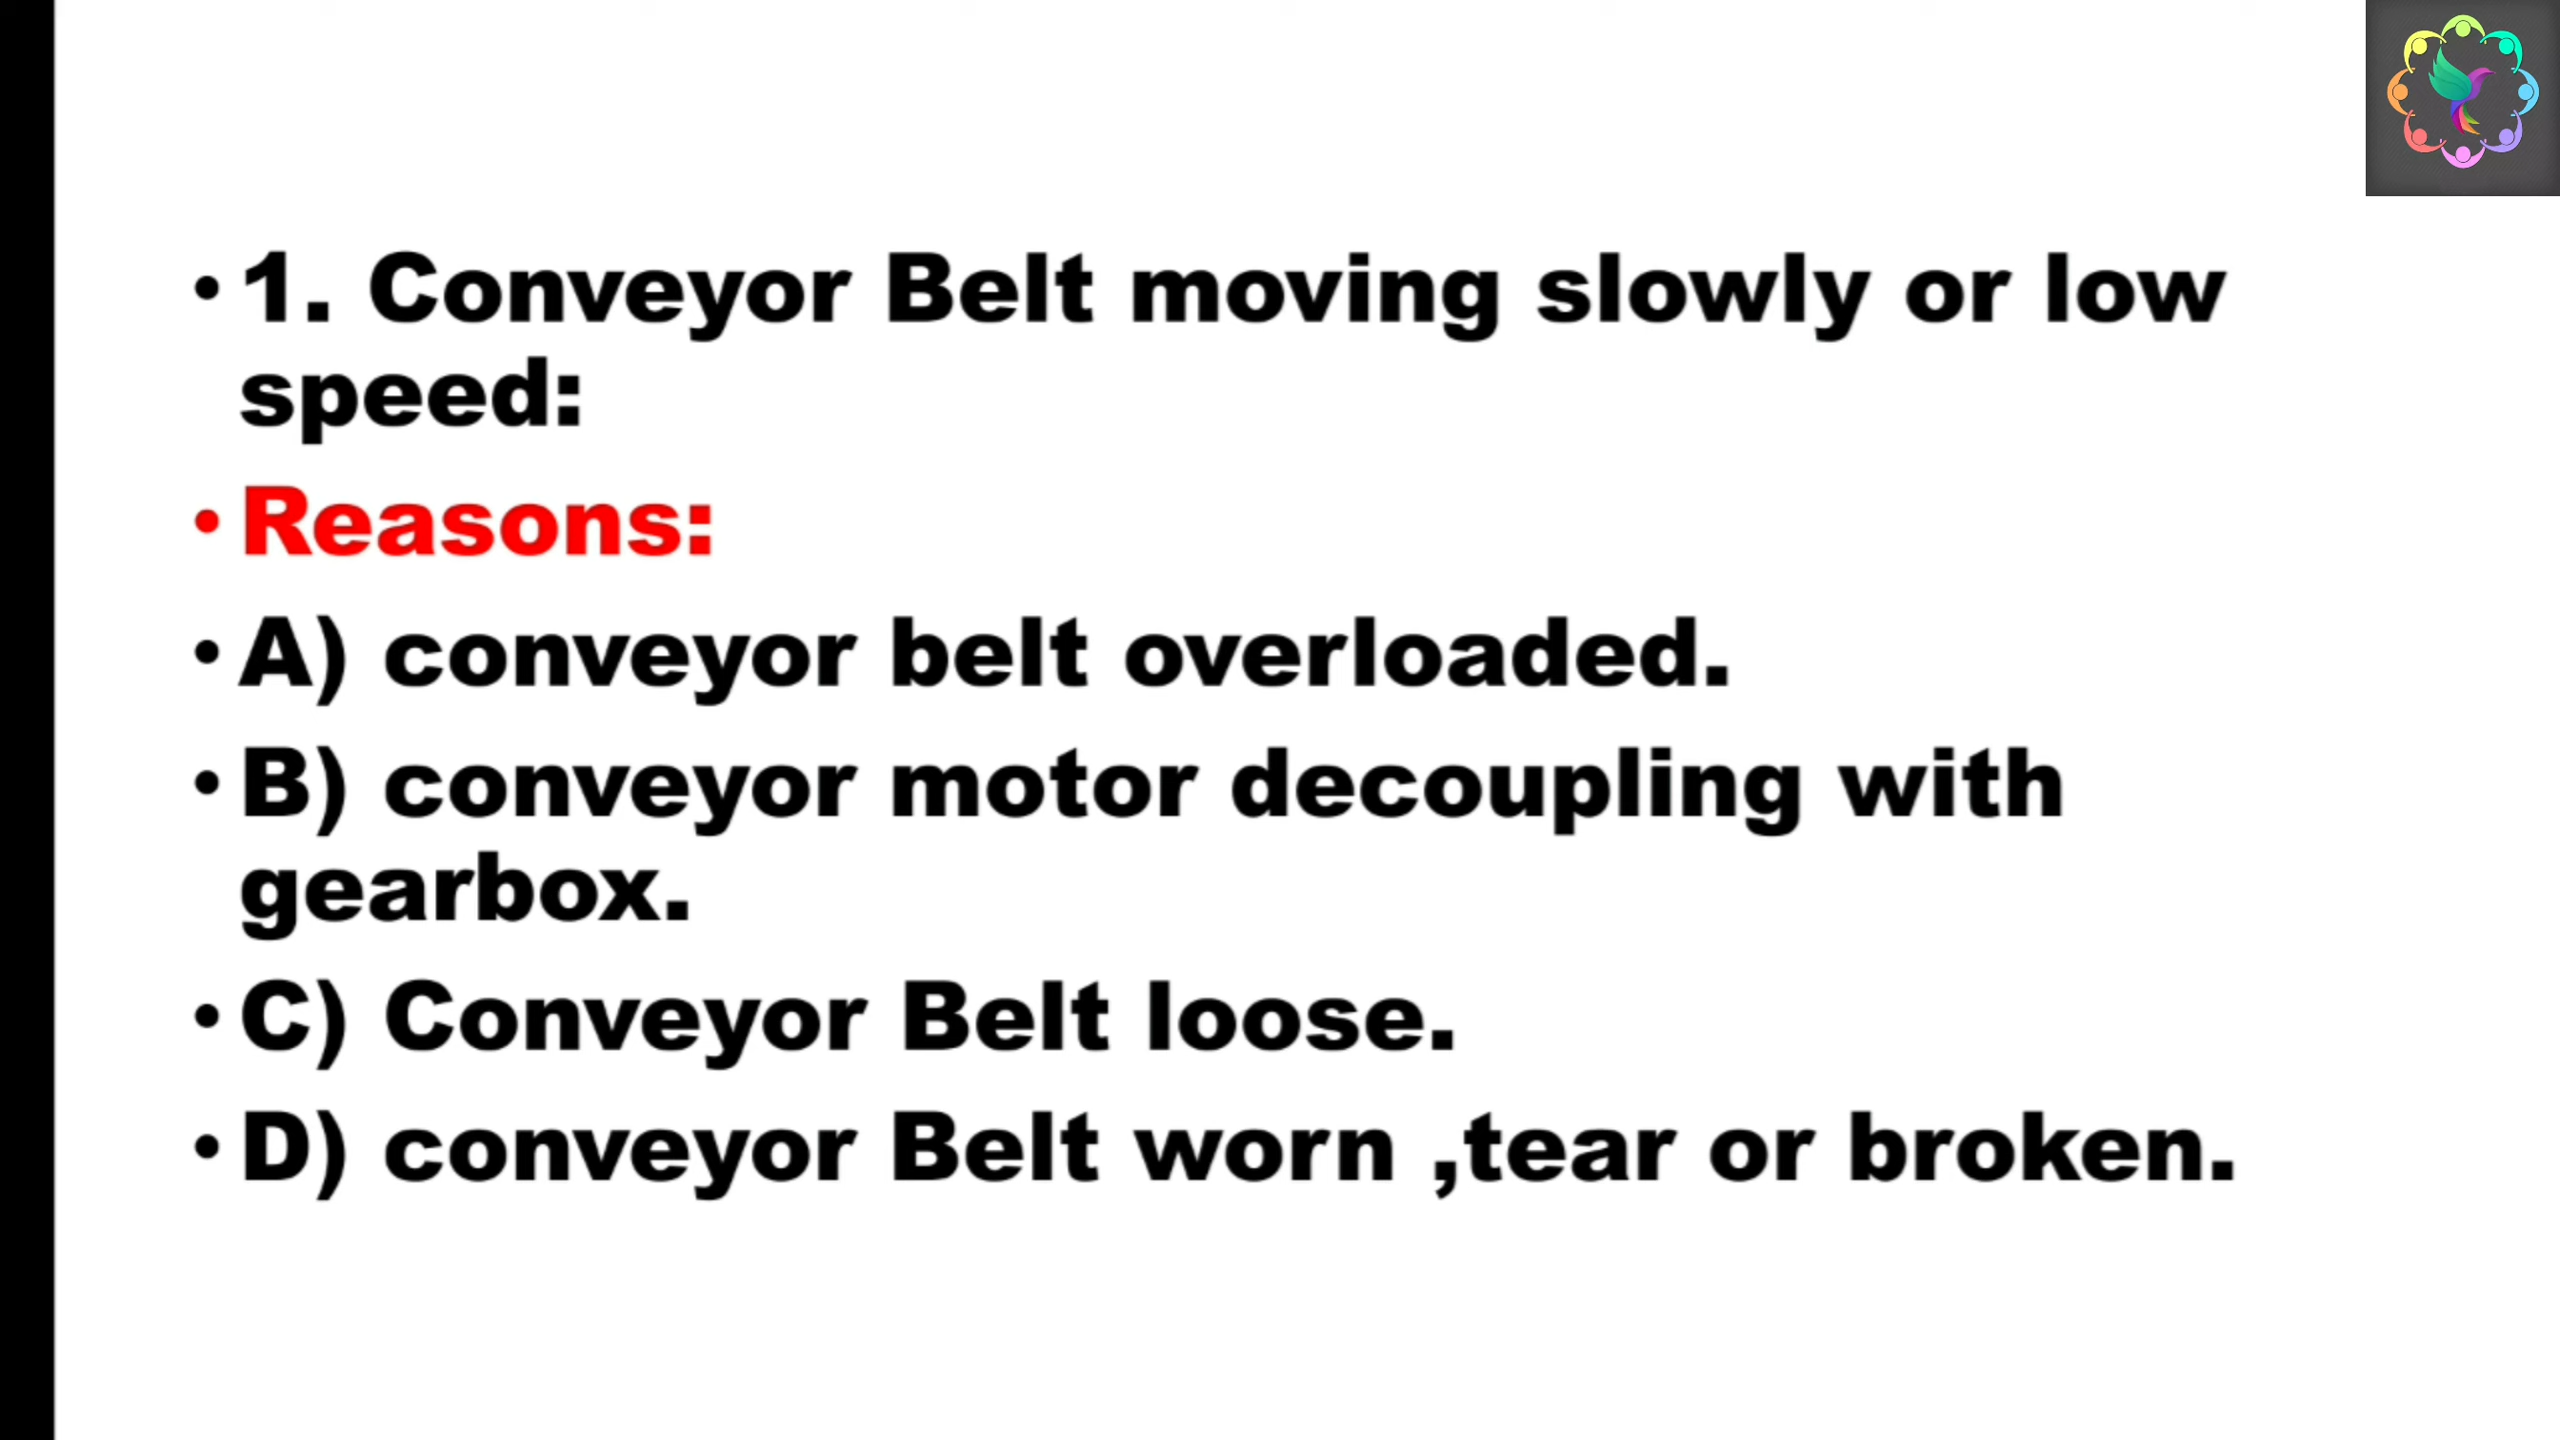 • 1. Conveyor Belt moving slowly or low
speed:
• Reasons:
• A) conveyor belt overloaded.
• B) conveyor motor decoupling with
gearbox.
• C) Conveyor Belt loose.
• D) conveyor Belt worn ,tear or broken.